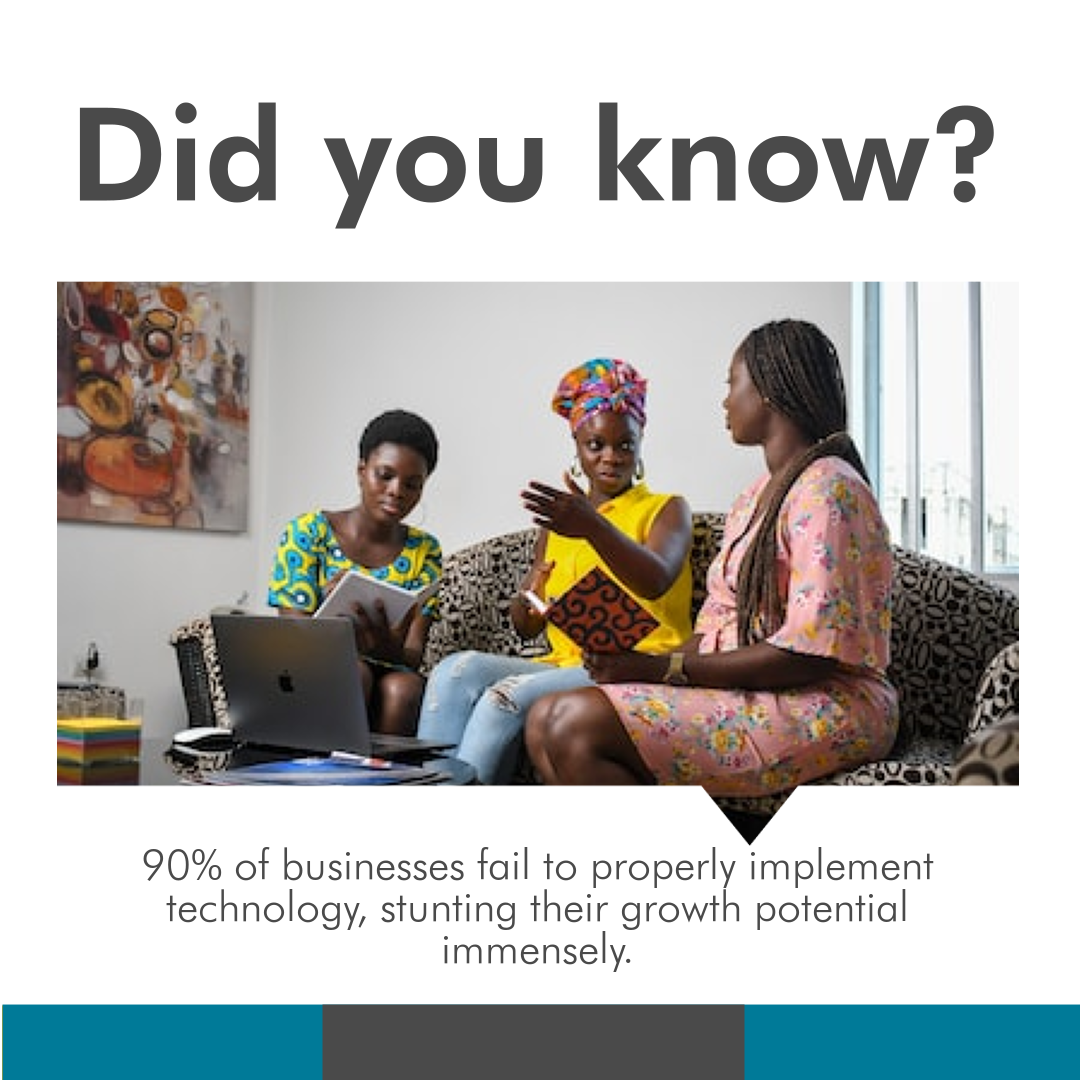 Did you know?
90% of businesses fail to properly implement
technology, stunting their growth potential
immensely.